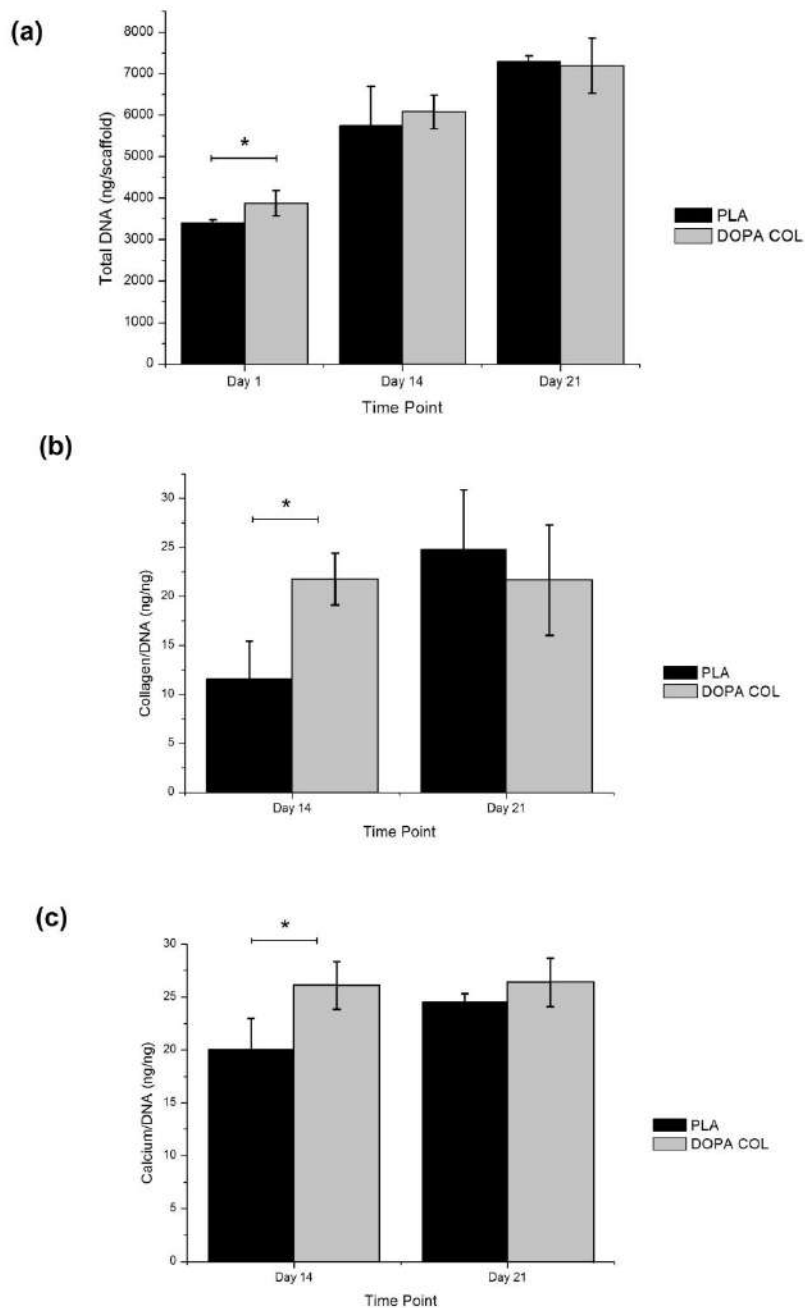 (a)
8000
7000
6000
5000
4000
3000
2000
1000
0
Total DNA (ng/scaffold)
*
PLA
DOPA COL
Day 1
Day 14
Day 21
Time Point
(b)
30
25
20
15
10
5
0
Collagen/DNA (ng/ng)
*
PLA
DOPA COL
Day 14
Day 21
Time Point
(c)
30
25
20
15
10
5
0
Calcium/DNA (ng/ng)
*
PLA
DOPA COL
Day 14
Day 21
Time Point